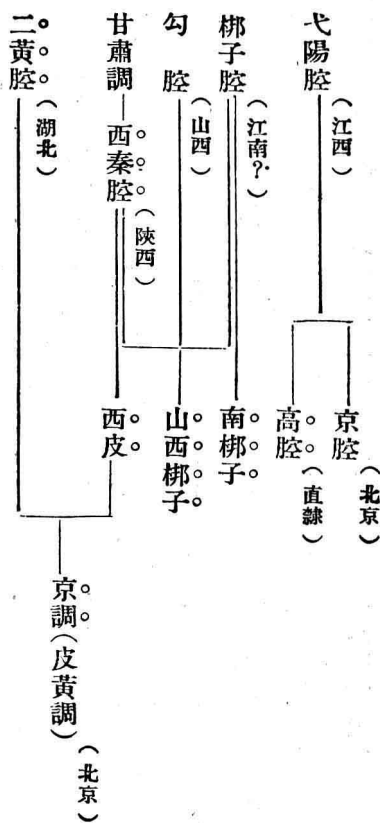 弋陽腔（江西）
京腔（北京）
高腔（直隸）
梆子腔（江南？）
南梆子
勾腔（山西）
山西梆子
甘肅調
西秦腔（陝西）
西皮
二黃腔（湖北）
京調（皮黃調）（北京）